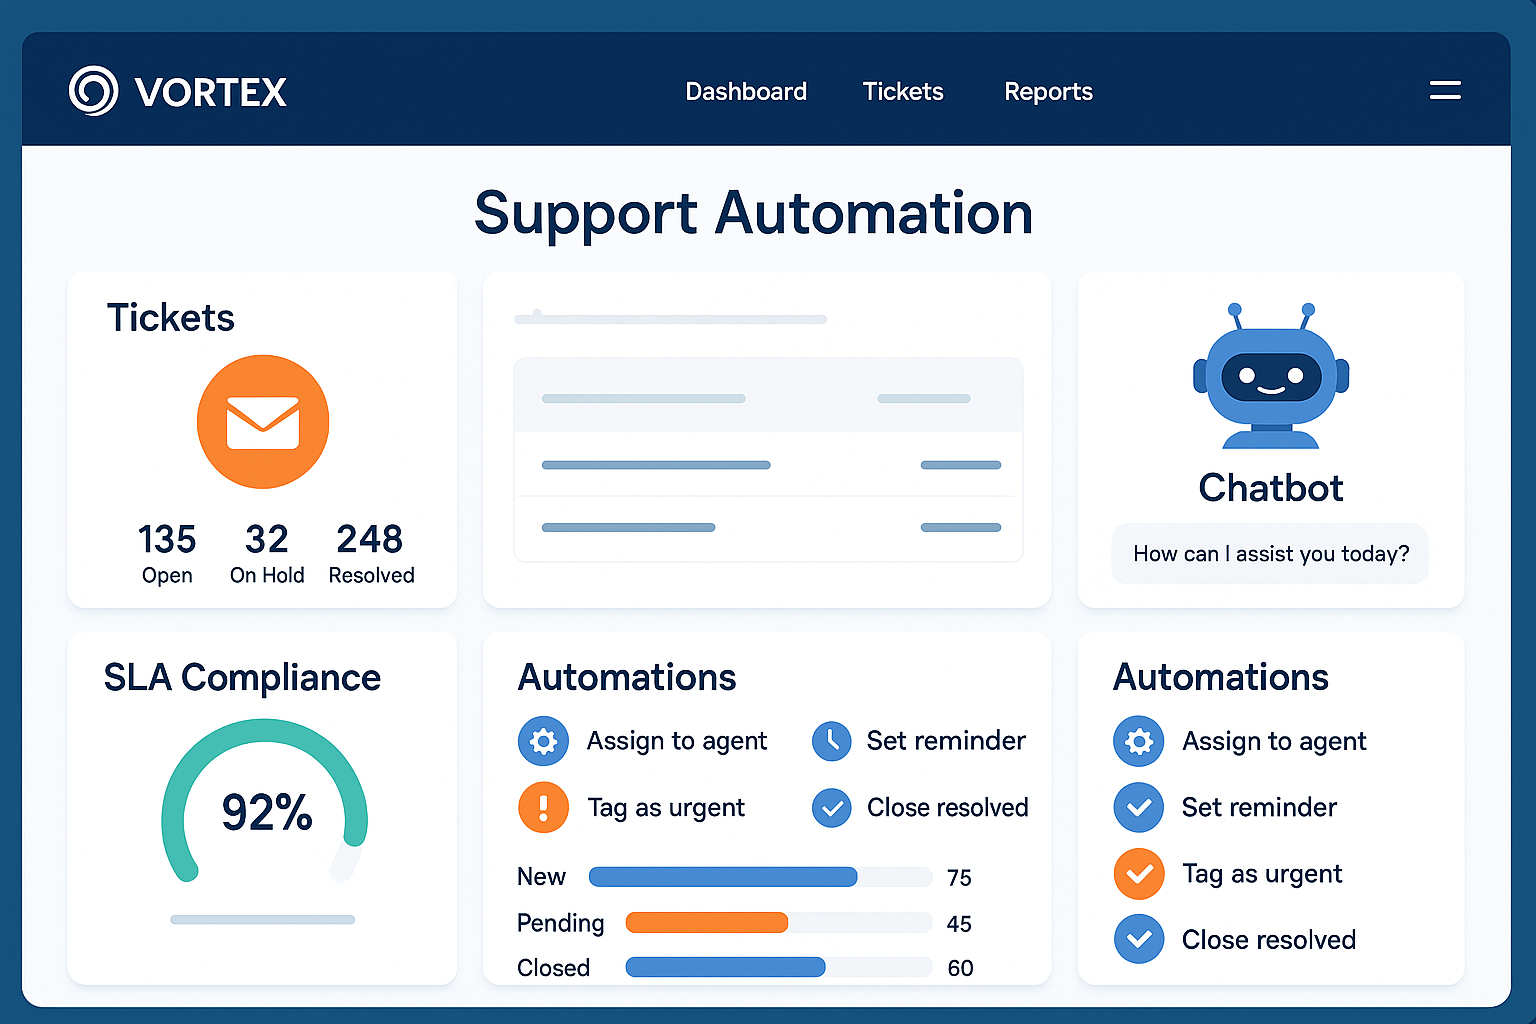 VORTEX
Dashboard Tickets Reports
Support Automation
Tickets
135 32 248
Open On Hold Resolved
Chatbot
How can I assist you today?
SLA Compliance
92%
Automations
Assign to agent Set reminder
Tag as urgent Close resolved
New 75
Pending 45
Closed 60
Automations
Assign to agent
Set reminder
Tag as urgent
Close resolved